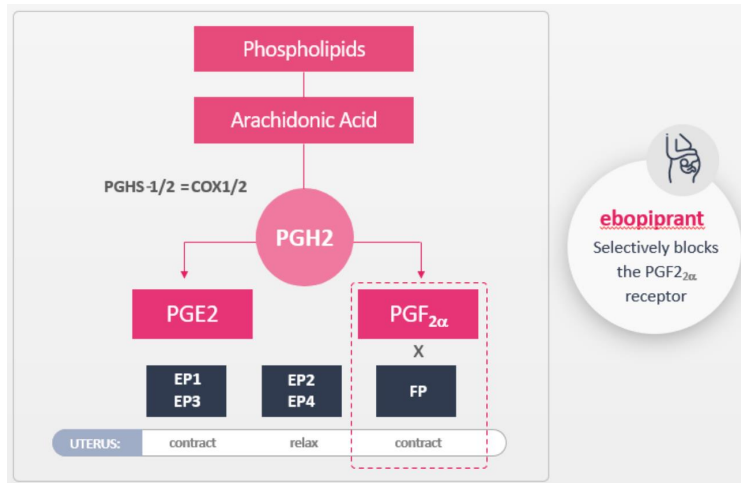 Phospholipids
Arachidonic Acid
PGHS-1/2 = COX1/2
PGH2
PGE2
PGF2α
X
EP1
EP3
EP2
EP4
FP
UTERUS: contract relax contract
ebopiprant
Selectively blocks
the PGF22α
receptor